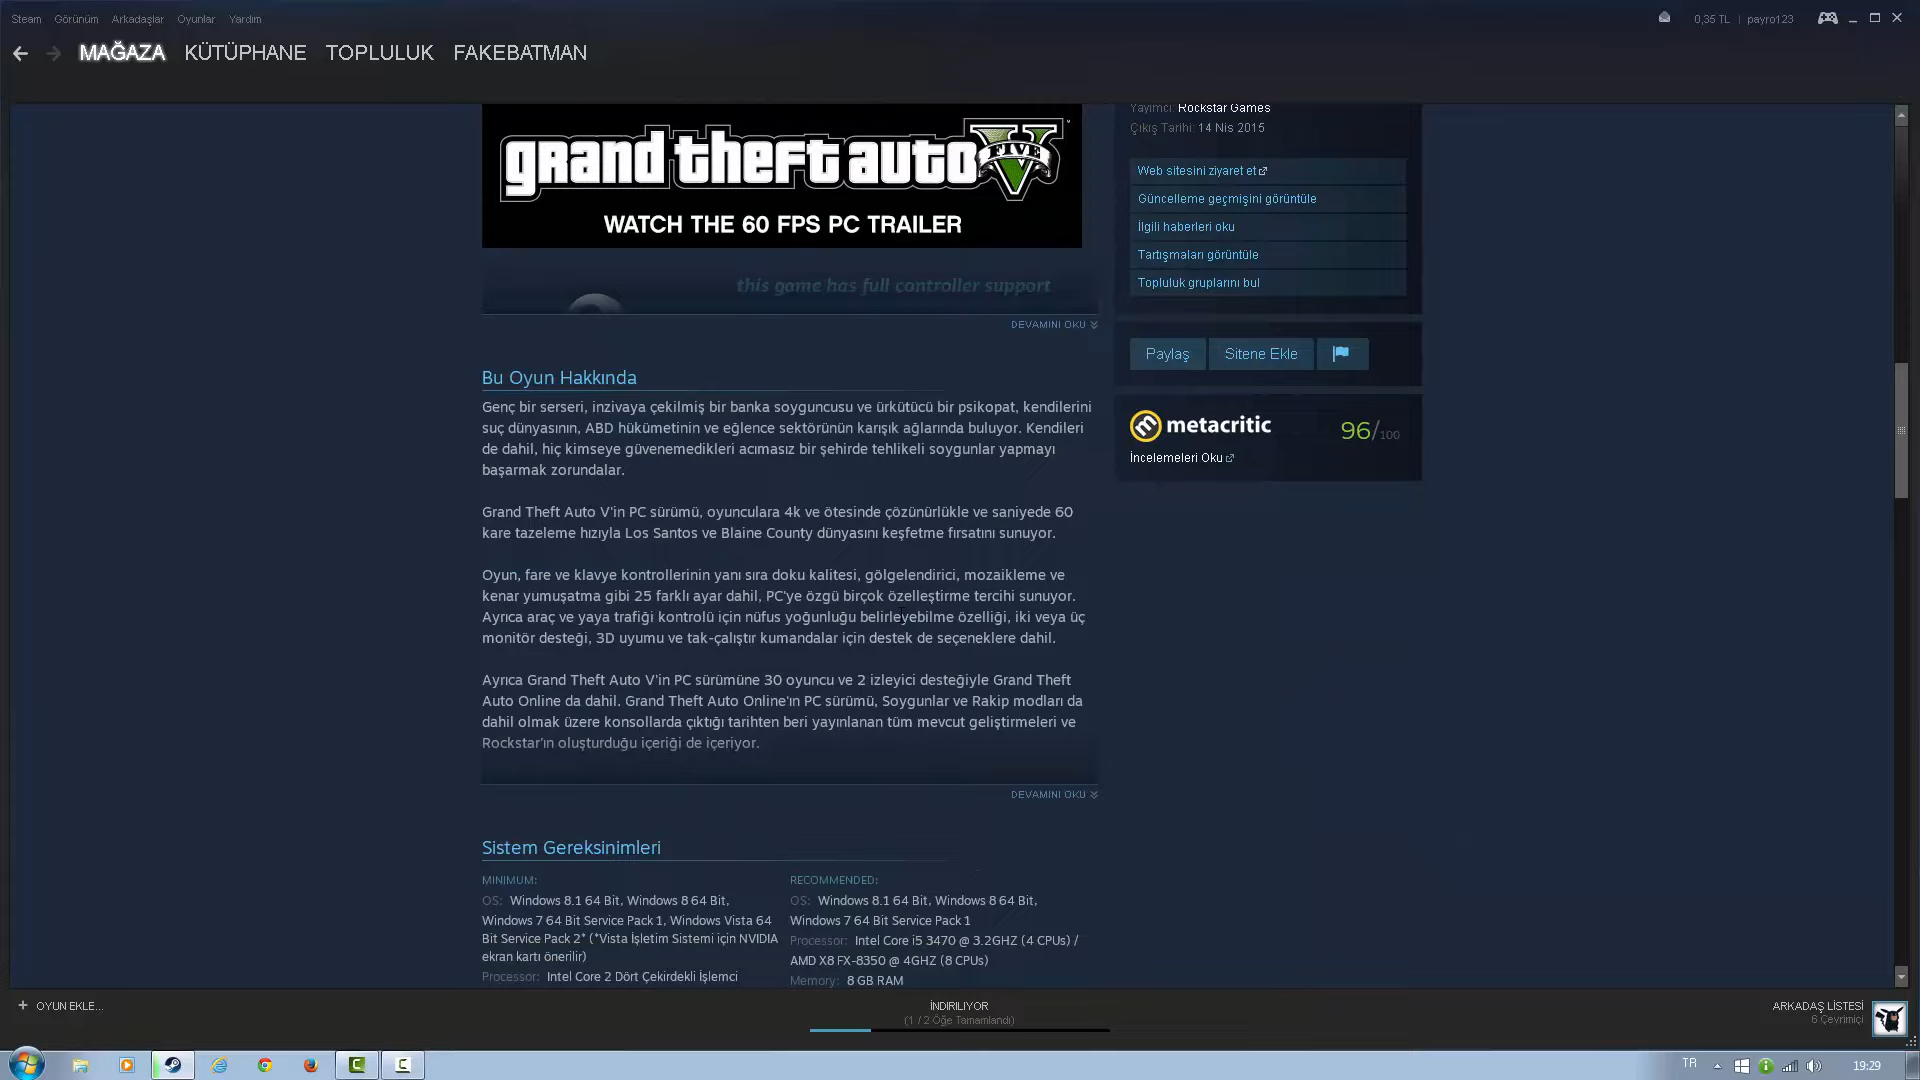 Steam Görünüm Arkadaşlar Oyunlar Yardım
0,35 TL | payro123
MAĞAZA KÜTÜPHANE TOPLULUK FAKEBATMAN
grand theft auto V
FIVE
WATCH THE 60 FPS PC TRAILER
this game has full controller support
DEVAMINI OKU
Bu Oyun Hakkında
Genç bir serseri, inzivaya çekilmiş bir banka soyguncusu ve ürkütücü bir psikopat, kendilerini
suç dünyasının, ABD hükümetinin ve eğlence sektörünün karışık ağlarında buluyor. Kendileri
de dahil, hiç kimseye güvenemedikleri acımasız bir şehirde tehlikeli soygunlar yapmayı
başarmak zorundalar.
Grand Theft Auto V'in PC sürümü, oyunculara 4k ve ötesinde çözünürlükle ve saniyede 60
kare tazeleme hızıyla Los Santos ve Blaine County dünyasını keşfetme fırsatını sunuyor.
Oyun, fare ve klavye kontrollerinin yanı sıra doku kalitesi, gölgelendirici, mozaikleme ve
kenar yumuşatma gibi 25 farklı ayar dahil, PC'ye özgü birçok özelleştirme tercihi sunuyor.
Ayrıca araç ve yaya trafiği kontrolü için nüfus yoğunluğu belirleyebilme özelliği, iki veya üç
monitör desteği, 3D uyumu ve tak-çalıştır kumandalar için destek de seçeneklere dahil.
Ayrıca Grand Theft Auto V'in PC sürümüne 30 oyuncu ve 2 izleyici desteğiyle Grand Theft
Auto Online da dahil. Grand Theft Auto Online'ın PC sürümü, Soygunlar ve Rakip modları da
dahil olmak üzere konsollarda çıktığı tarihten beri yayınlanan tüm mevcut geliştirmeleri ve
Rockstar'ın oluşturduğu içeriği de içeriyor.
DEVAMINI OKU
Sistem Gereksinimleri
MINIMUM:
OS: Windows 8.1 64 Bit, Windows 8 64 Bit,
Windows 7 64 Bit Service Pack 1, Windows Vista 64
Bit Service Pack 2* (*Vista İşletim Sistemi için NVIDIA
ekran kartı önerilir)
Processor: Intel Core 2 Dört Çekirdekli İşlemci
RECOMMENDED:
OS: Windows 8.1 64 Bit, Windows 8 64 Bit,
Windows 7 64 Bit Service Pack 1
Processor: Intel Core i5 3470 @ 3.2GHZ (4 CPUs) /
AMD X8 FX-8350 @ 4GHZ (8 CPUs)
Memory: 8 GB RAM
Yayımcı: Rockstar Games
Çıkış Tarihi: 14 Nis 2015
Web sitesini ziyaret et
Güncelleme geçmişini görüntüle
İlgili haberleri oku
Tartışmaları görüntüle
Topluluk gruplarını bul
Paylaş Sitene Ekle
metacritic 96/100
İncelemeleri Oku
+ OYUN EKLE...
İNDİRİLİYOR
(1 / 2 Öğe Tamamlandı)
ARKADAŞ LİSTESİ
6 Çevrimiçi
TR 19:29